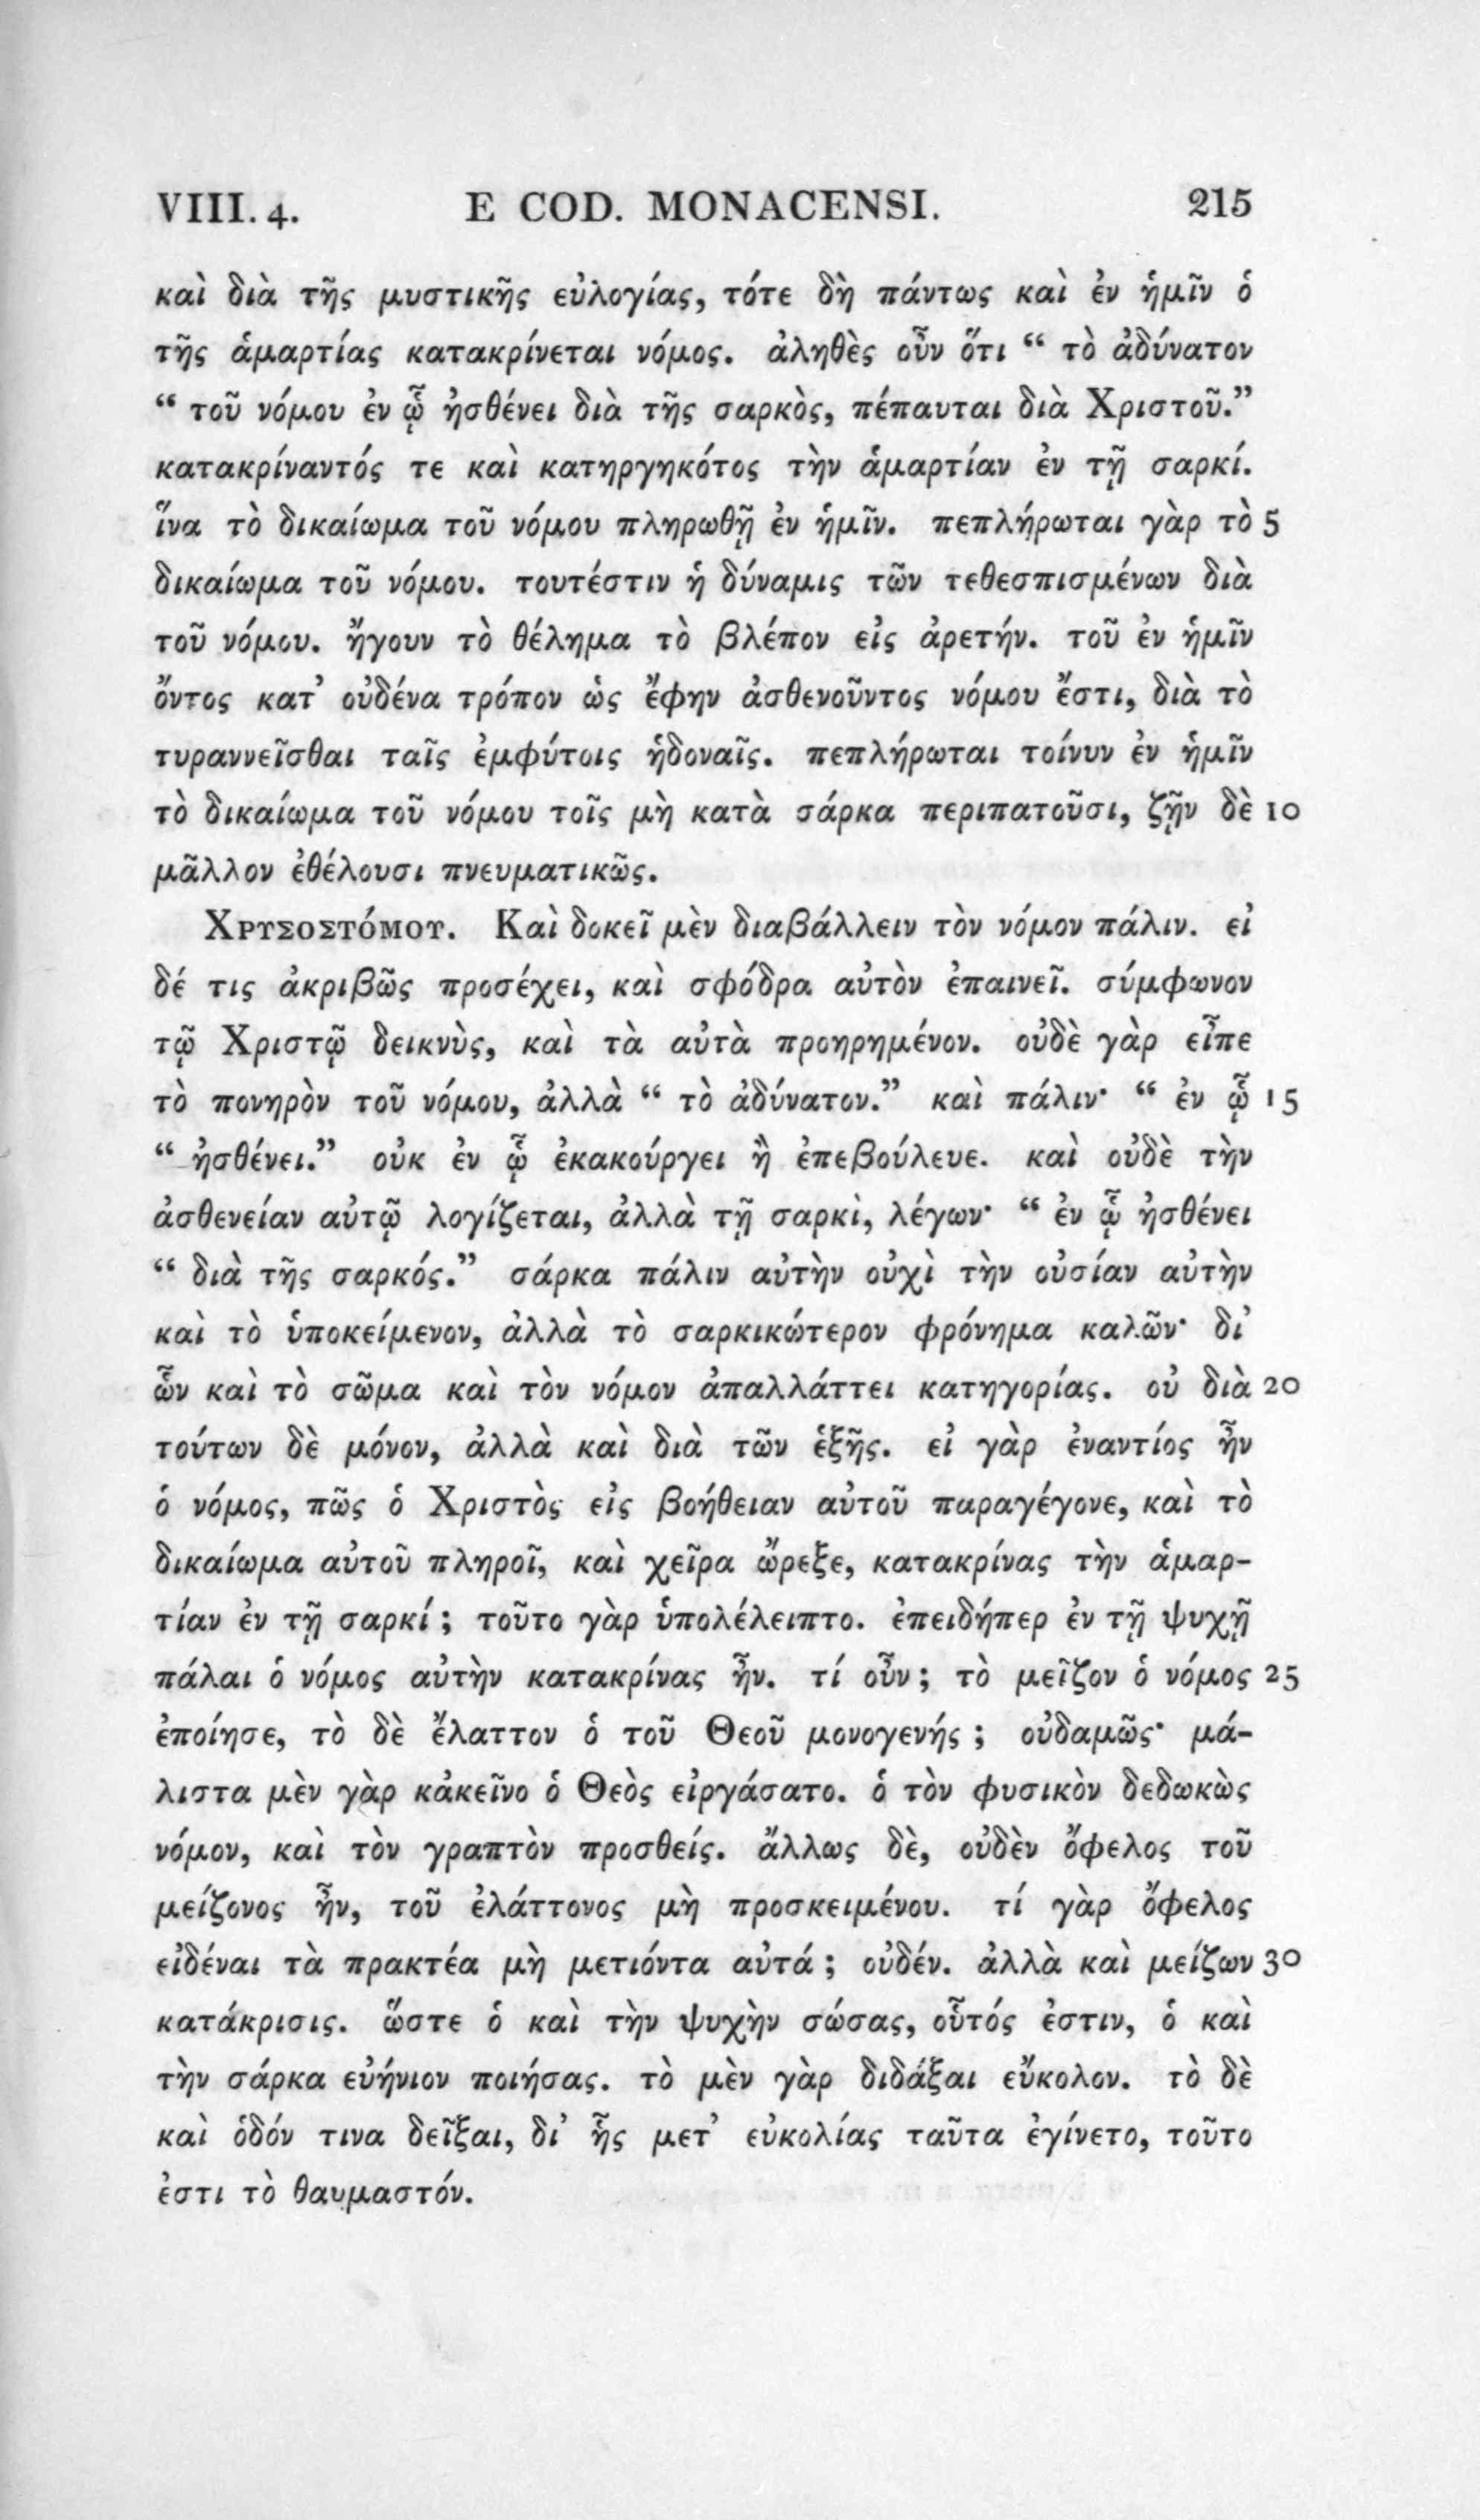 VIII. 4. E COD. MONACENSI. 215
καὶ διὰ τῆς μυστικῆς εὐλογίας, τότε δὴ πάντως καὶ ἐν ἡμῖν ὁ
τῆς ἁμαρτίας κατακρίνεται νόμος. ἀληθὲς οὖν ὅτι “ τὸ ἀδύνατον
“ τοῦ νόμου ἐν ᾧ ἠσθένει διὰ τῆς σαρκὸς, πέπαυται διὰ Χριστοῦ.”
κατακρίναντός τε καὶ κατηργηκότος τὴν ἁμαρτίαν ἐν τῇ σαρκί.
ἵνα τὸ δικαίωμα τοῦ νόμου πληρωθῇ ἐν ἡμῖν. πεπλήρωται γὰρ τὸ 5
δικαίωμα τοῦ νόμου. τουτέστιν ἡ δύναμις τῶν τεθεσπισμένων διὰ
τοῦ νόμου. ἤγουν τὸ θέλημα τὸ βλέπον εἰς ἀρετήν. τοῦ ἐν ἡμῖν
ὄντος κατ’ οὐδένα τρόπον ὡς ἔφην ἀσθενοῦντος νόμου ἔστι, διὰ τὸ
τυραννεῖσθαι ταῖς ἐμφύτοις ἡδοναῖς. πεπλήρωται τοίνυν ἐν ἡμῖν
τὸ δικαίωμα τοῦ νόμου τοῖς μὴ κατὰ σάρκα περιπατοῦσι, ζῇν δὲ 10
μᾶλλον ἐθέλουσι πνευματικῶς.
Χρυσοστόμου. Καὶ δοκεῖ μὲν διαβάλλειν τὸν νόμον πάλιν. εἰ
δέ τις ἀκριβῶς προσέχει, καὶ σφόδρα αὐτὸν ἐπαινεῖ. σύμφωνον
τῷ Χριστῷ δεικνὺς, καὶ τὰ αὐτὰ προῃρημένον. οὐδὲ γὰρ εἶπε
τὸ πονηρὸν τοῦ νόμου, ἀλλὰ “ τὸ ἀδύνατον.” καὶ πάλιν· “ ἐν ᾧ 15
“ ἠσθένει.” οὐκ ἐν ᾧ ἐκακούργει ἢ ἐπεβούλευε. καὶ οὐδὲ τὴν
ἀσθενείαν αὐτῷ λογίζεται, ἀλλὰ τῇ σαρκὶ, λέγων· “ ἐν ᾧ ἠσθένει
“ διὰ τῆς σαρκός.” σάρκα πάλιν αὐτὴν οὐχὶ τὴν οὐσίαν αὐτὴν
καὶ τὸ ὑποκείμενον, ἀλλὰ τὸ σαρκικώτερον φρόνημα καλῶν· δι’
ὧν καὶ τὸ σῶμα καὶ τὸν νόμον ἀπαλλάττει κατηγορίας. οὐ διὰ 20
τούτων δὲ μόνον, ἀλλὰ καὶ διὰ τῶν ἑξῆς. εἰ γὰρ ἐναντίος ἦν
ὁ νόμος, πῶς ὁ Χριστὸς εἰς βοήθειαν αὐτοῦ παραγέγονε, καὶ τὸ
δικαίωμα αὐτοῦ πληροῖ, καὶ χεῖρα ὤρεξε, κατακρίνας τὴν ἁμαρ-
τίαν ἐν τῇ σαρκί ; τοῦτο γὰρ ὑπολέλειπτο. ἐπειδήπερ ἐν τῇ ψυχῇ
πάλαι ὁ νόμος αὐτὴν κατακρίνας ἦν. τί οὖν ; τὸ μεῖζον ὁ νόμος 25
ἐποίησε, τὸ δὲ ἔλαττον ὁ τοῦ Θεοῦ μονογενής ; οὐδαμῶς· μά-
λιστα μὲν γὰρ κἀκεῖνο ὁ Θεὸς εἰργάσατο. ὁ τὸν φυσικὸν δεδωκὼς
νόμον, καὶ τὸν γραπτὸν προσθείς. ἄλλως δὲ, οὐδὲν ὄφελος τοῦ
μείζονος ἦν, τοῦ ἐλάττονος μὴ προσκειμένου. τί γὰρ ὄφελος
εἰδέναι τὰ πρακτέα μὴ μετιόντα αὐτά ; οὐδέν. ἀλλὰ καὶ μείζων 30
κατάκρισις. ὥστε ὁ καὶ τὴν ψυχὴν σώσας, οὗτός ἐστιν, ὁ καὶ
τὴν σάρκα εὐήνιον ποιήσας. τὸ μὲν γὰρ διδάξαι εὔκολον. τὸ δὲ
καὶ ὁδόν τινα δεῖξαι, δι’ ἧς μετ’ εὐκολίας ταῦτα ἐγίνετο, τοῦτο
ἐστι τὸ θαυμαστόν.